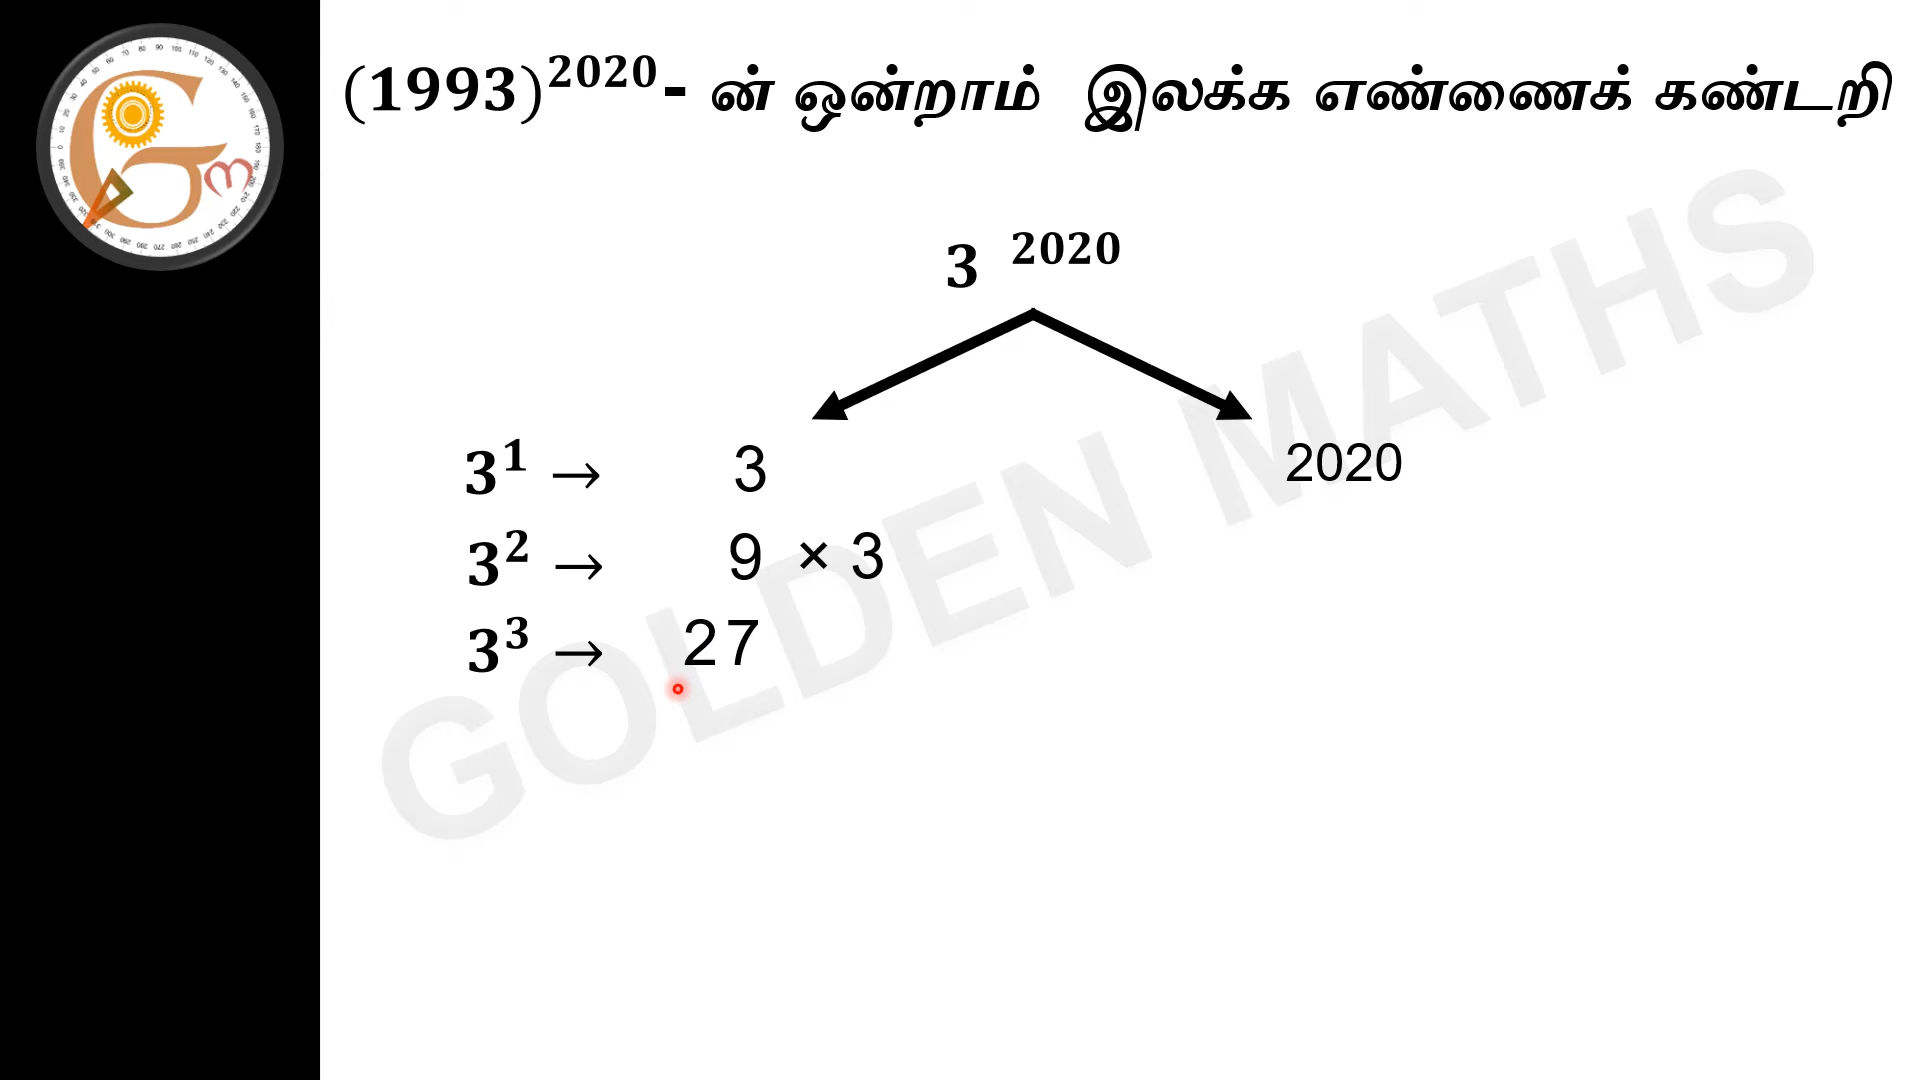 (1993)²⁰²⁰- ன் ஒன்றாம் இலக்க எண்ணைக் கண்டறி
3 ²⁰²⁰
3¹ → 3 2020
3² → 9 × 3
3³ → 27
GOLDEN MATHS